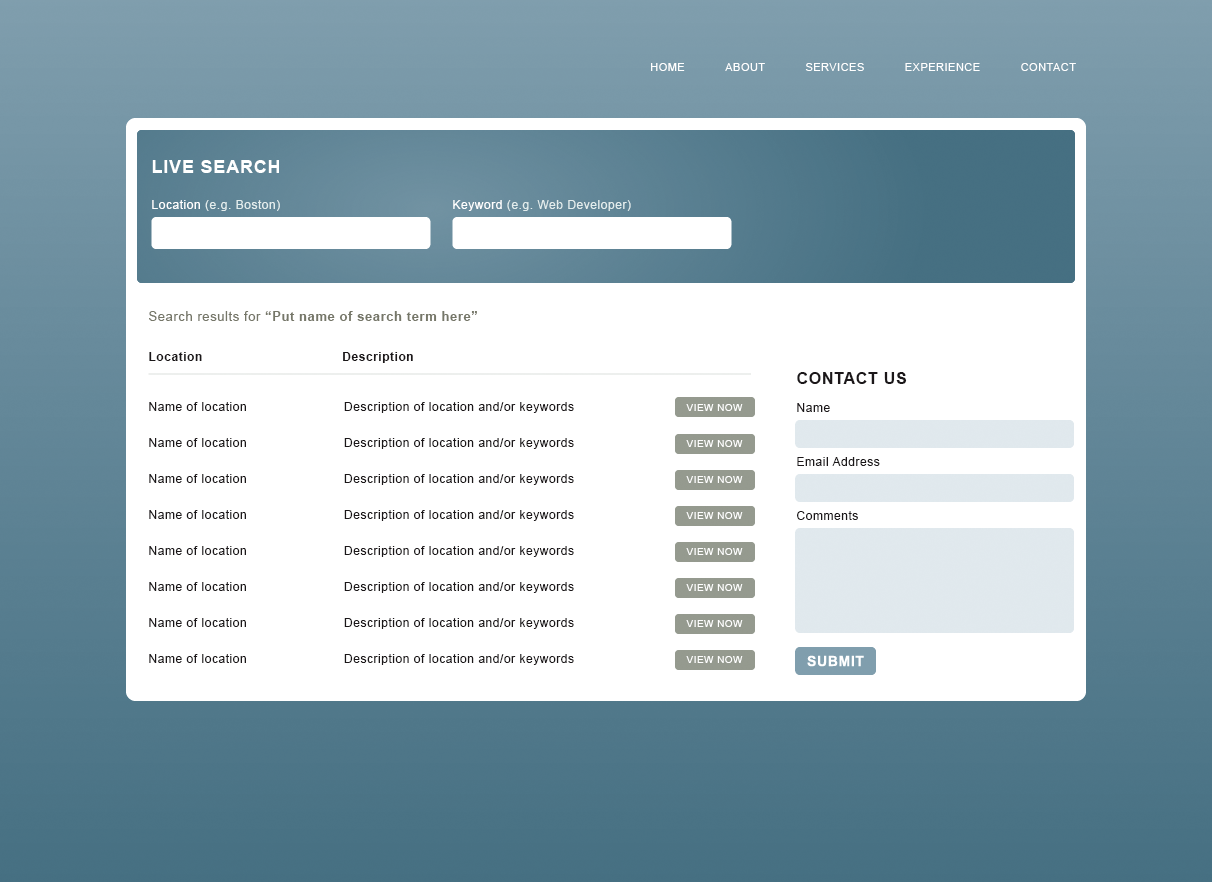 HOME ABOUT SERVICES EXPERIENCE CONTACT
LIVE SEARCH
Location (e.g. Boston) Keyword (e.g. Web Developer)
Search results for “Put name of search term here”
Location Description
Name of location Description of location and/or keywords VIEW NOW
Name of location Description of location and/or keywords VIEW NOW
Name of location Description of location and/or keywords VIEW NOW
Name of location Description of location and/or keywords VIEW NOW
Name of location Description of location and/or keywords VIEW NOW
Name of location Description of location and/or keywords VIEW NOW
Name of location Description of location and/or keywords VIEW NOW
Name of location Description of location and/or keywords VIEW NOW
CONTACT US
Name
Email Address
Comments
SUBMIT